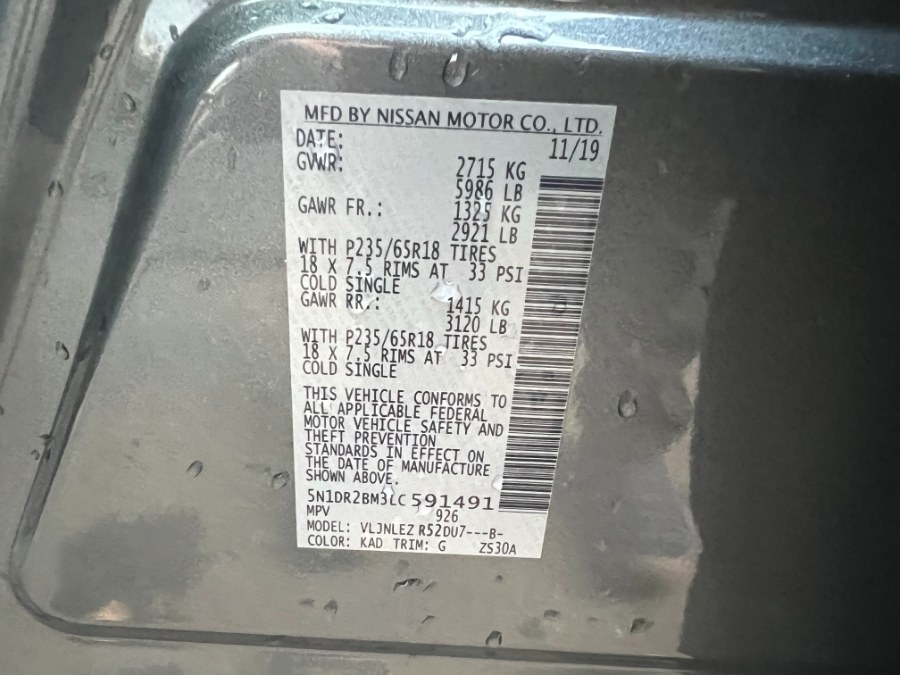 MFD BY NISSAN MOTOR CO., LTD.
DATE: 11/19
GVWR: 2715 KG
5986 LB
GAWR FR.: 1325 KG
2921 LB
WITH P235/65R18 TIRES
18 X 7.5 RIMS AT 33 PSI
COLD SINGLE
GAWR RR.: 1415 KG
3120 LB
WITH P235/65R18 TIRES
18 X 7.5 RIMS AT 33 PSI
COLD SINGLE
THIS VEHICLE CONFORMS TO
ALL APPLICABLE FEDERAL
MOTOR VEHICLE SAFETY AND
THEFT PREVENTION
STANDARDS IN EFFECT ON
THE DATE OF MANUFACTURE
SHOWN ABOVE.
5N1DR2BM3LC591491
MPV 926
MODEL: VLJNLEZ R52DU7---B-
COLOR: KAD TRIM: G ZS30A